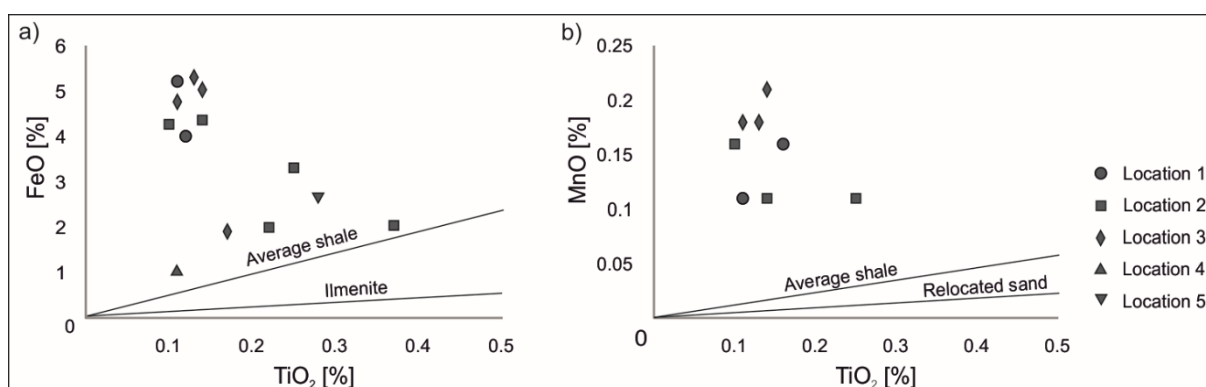 a)
FeO [%]
6
5
4
3
2
1
0
Average shale
Ilmenite
0.1 0.2 0.3 0.4 0.5
TiO₂ [%]
b)
MnO [%]
0.25
0.2
0.15
0.1
0.05
0
Average shale
Relocated sand
0.1 0.2 0.3 0.4 0.5
TiO₂ [%]
Location 1
Location 2
Location 3
Location 4
Location 5